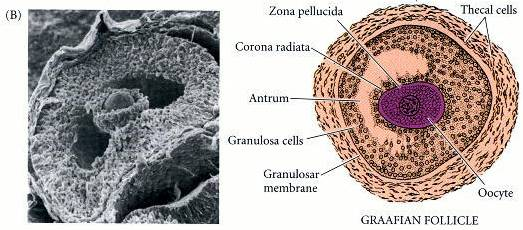 (B)
Zona pellucida
Thecal cells
Corona radiata
Antrum
Granulosa cells
Granulosar
membrane
Oocyte
GRAAFIAN FOLLICLE